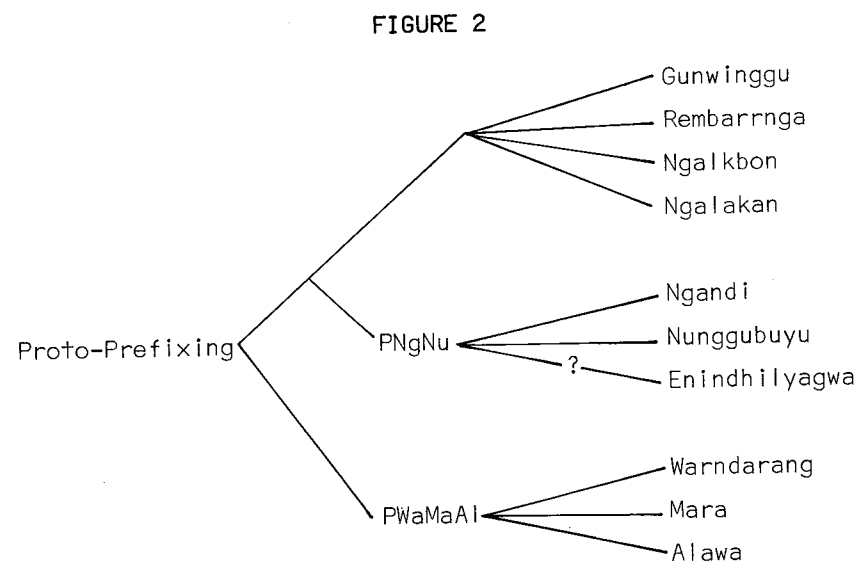 FIGURE 2
Gunwinggu
Rembarrnga
Ngalkbon
Ngalakan
Proto-Prefixing
PNgNu
Ngandi
Nunggubuyu
?
Enindhilyagwa
PWaMaAl
Warndarang
Mara
Alawa